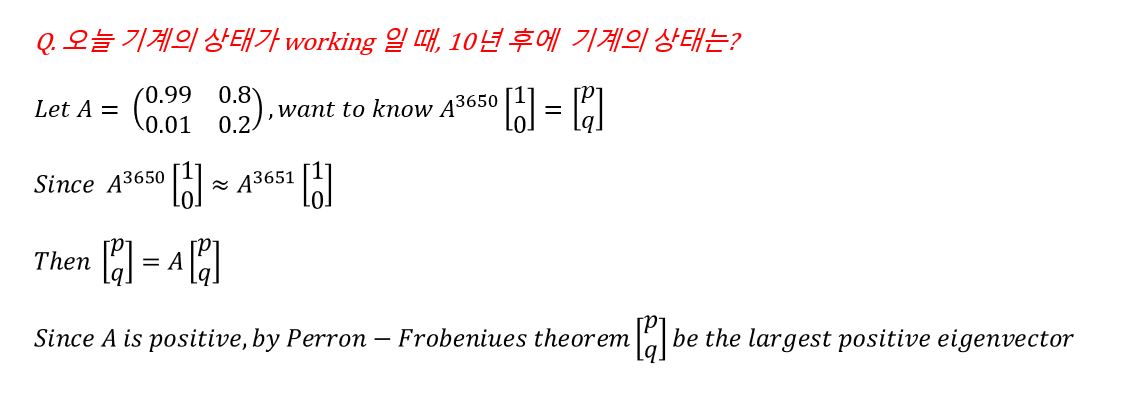 Q. 오늘 기계의 상태가 working 일 때, 10년 후에 기계의 상태는?
Let A = \begin{pmatrix} 0.99 & 0.8 \\ 0.01 & 0.2 \end{pmatrix}, want to know A^{3650} \begin{bmatrix} 1 \\ 0 \end{bmatrix} = \begin{bmatrix} p \\ q \end{bmatrix}
Since A^{3650} \begin{bmatrix} 1 \\ 0 \end{bmatrix} ≈ A^{3651} \begin{bmatrix} 1 \\ 0 \end{bmatrix}
Then \begin{bmatrix} p \\ q \end{bmatrix} = A \begin{bmatrix} p \\ q \end{bmatrix}
Since A is positive, by Perron − Frobeniues theorem \begin{bmatrix} p \\ q \end{bmatrix} be the largest positive eigenvector